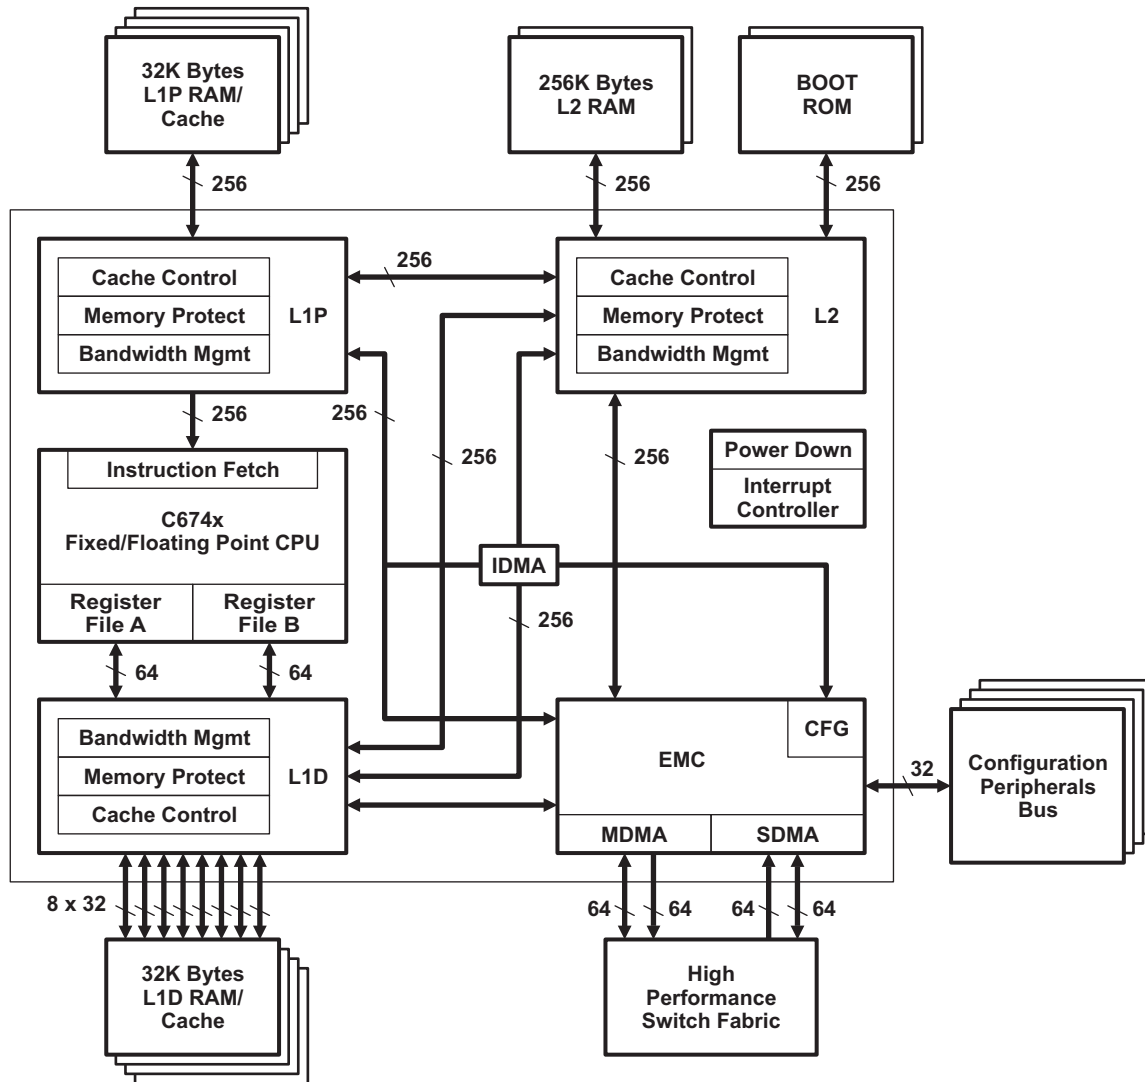 32K Bytes
L1P RAM/
Cache
256K Bytes
L2 RAM
BOOT
ROM
256
256
256
Cache Control
Memory Protect
Bandwidth Mgmt
L1P
256
Cache Control
Memory Protect
Bandwidth Mgmt
L2
256
256
256
256
Instruction Fetch
C674x
Fixed/Floating Point CPU
Register
File A
Register
File B
Power Down
Interrupt
Controller
IDMA
256
64
64
Bandwidth Mgmt
Memory Protect
Cache Control
L1D
EMC
CFG
MDMA
SDMA
32
Configuration
Peripherals
Bus
8 x 32
64
64
64
64
32K Bytes
L1D RAM/
Cache
High
Performance
Switch Fabric